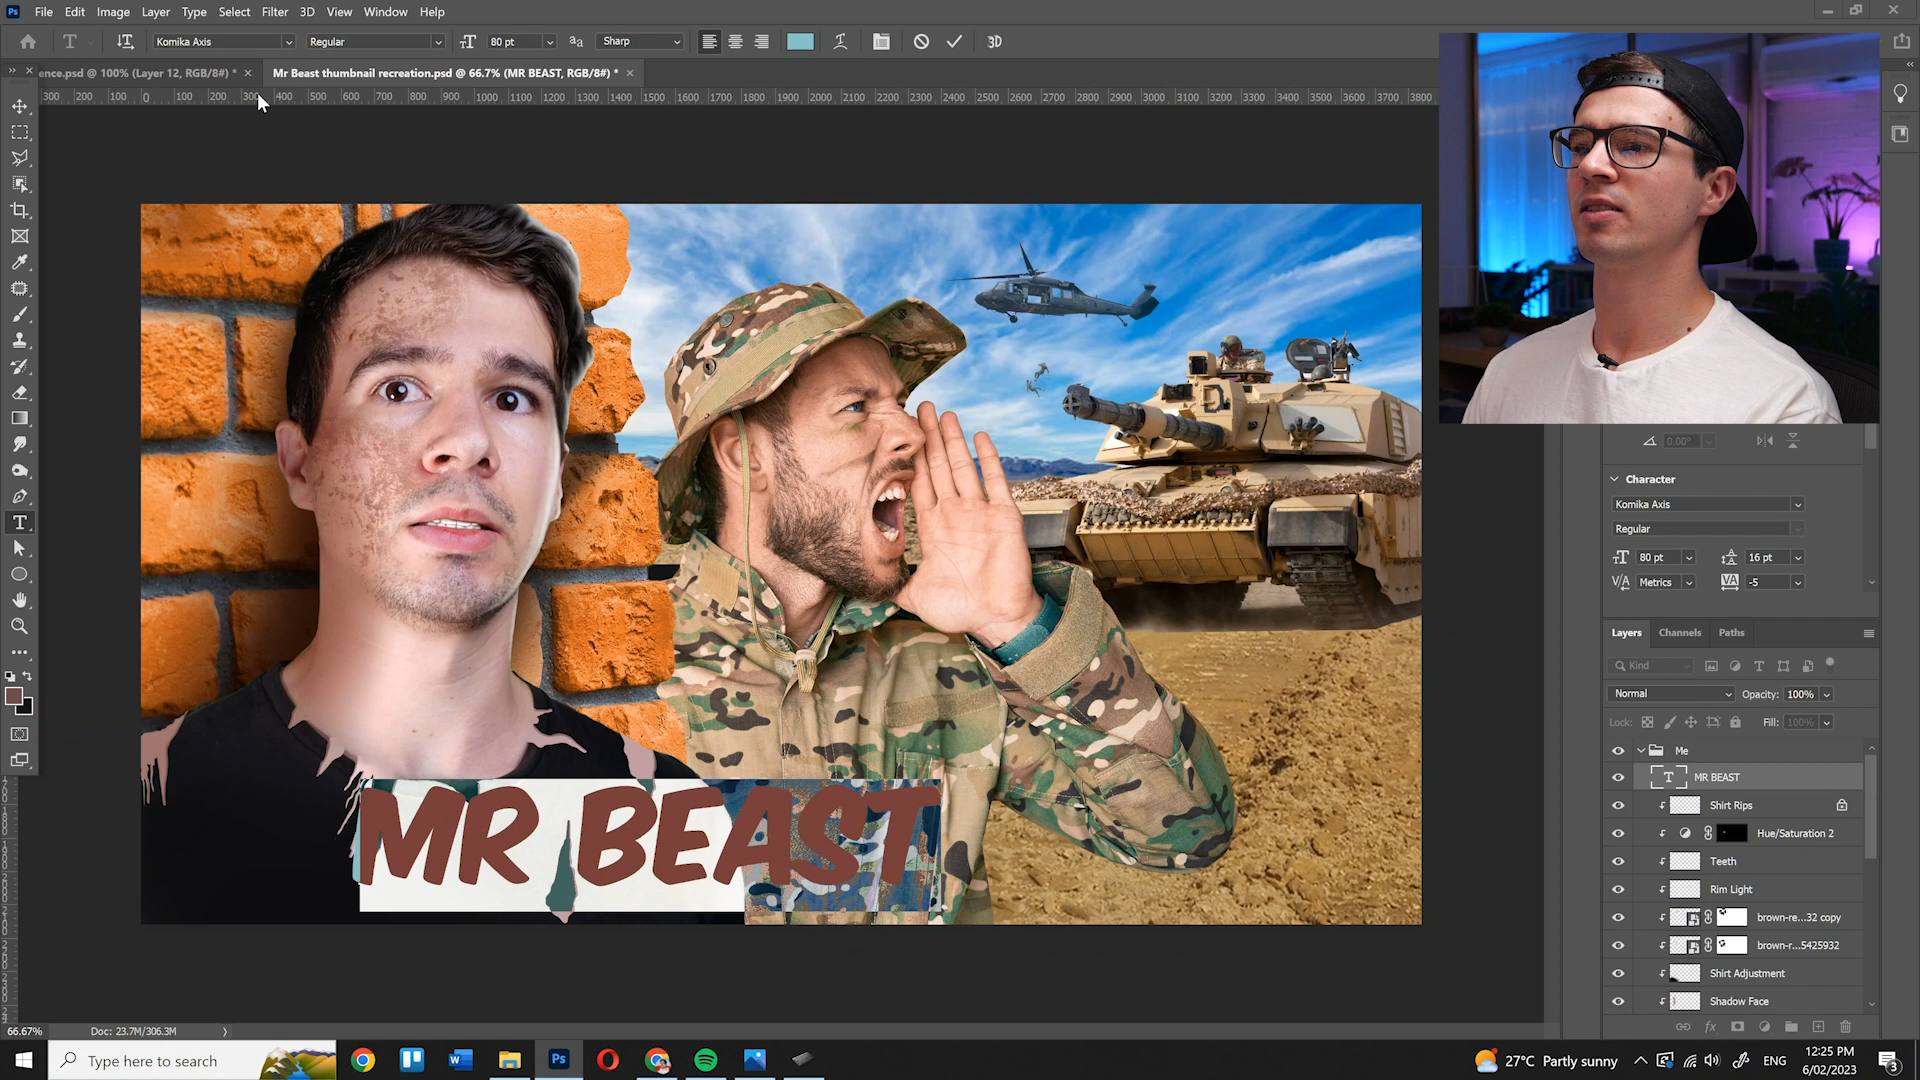 Ps File Edit Image Layer Type Select Filter 3D View Window Help
T Komika Axis Regular 80 pt Sharp 3D
ence.psd @ 100% (Layer 12, RGB/8#) * × Mr Beast thumbnail recreation.psd @ 66.7% (MR BEAST, RGB/8#) * ×
300 200 100 0 100 200 300 400 500 600 700 800 900 1000 1100 1200 1300 1400 1500 1600 1700 1800 1900 2000 2100 2200 2300 2400 2500 2600 2700 2800 2900 3000 3100 3200 3300 3400 3500 3600 3700 3800
0.00°
Character
Komika Axis
Regular
80 pt 16 pt
Metrics -5
Layers Channels Paths
Kind
Normal Opacity: 100%
Lock: Fill: 100%
Me
T MR BEAST
Shirt Rips
Hue/Saturation 2
Teeth
Rim Light
brown-re...32 copy
brown-r...5425932
Shirt Adjustment
Shadow Face
MR BEAST
66.67% Doc: 23.7M/306.3M
Type here to search
27°C Partly sunny ENG 12:25 PM
6/02/2023 3